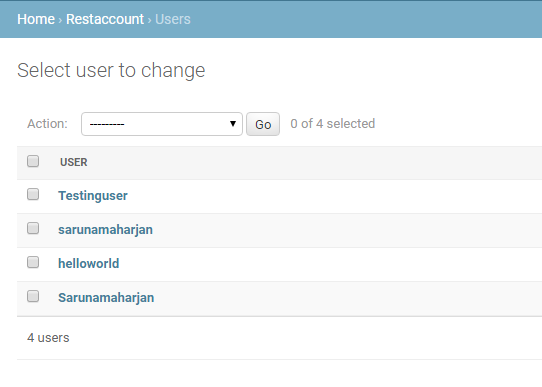 Home › Restaccount › Users
Select user to change
Action: --------- Go 0 of 4 selected
USER
Testinguser
sarunamaharjan
helloworld
Sarunamaharjan
4 users